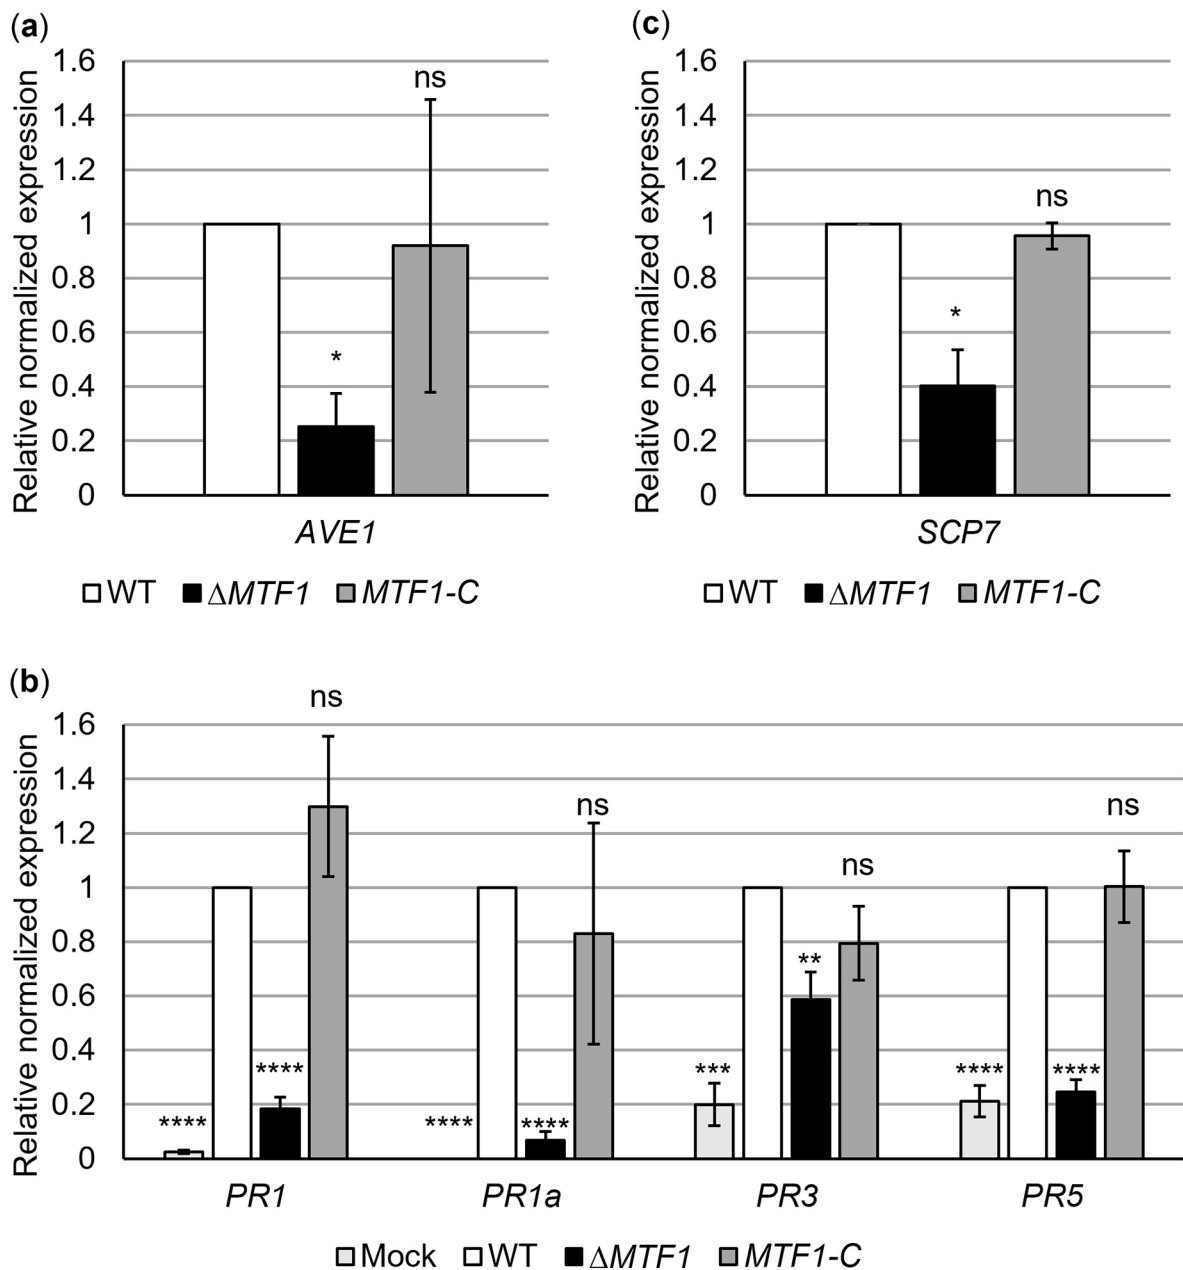 (a)
Relative normalized expression
1.6
1.4
1.2
1
0.8
0.6
0.4
0.2
0
*
ns
AVE1
WT ΔMTF1 MTF1-C
(c)
Relative normalized expression
1.6
1.4
1.2
1
0.8
0.6
0.4
0.2
0
*
ns
SCP7
WT ΔMTF1 MTF1-C
(b)
Relative normalized expression
1.6
1.4
1.2
1
0.8
0.6
0.4
0.2
0
**** **** ns
**** **** ns
*** ** ns
**** **** ns
PR1 PR1a PR3 PR5
Mock WT ΔMTF1 MTF1-C